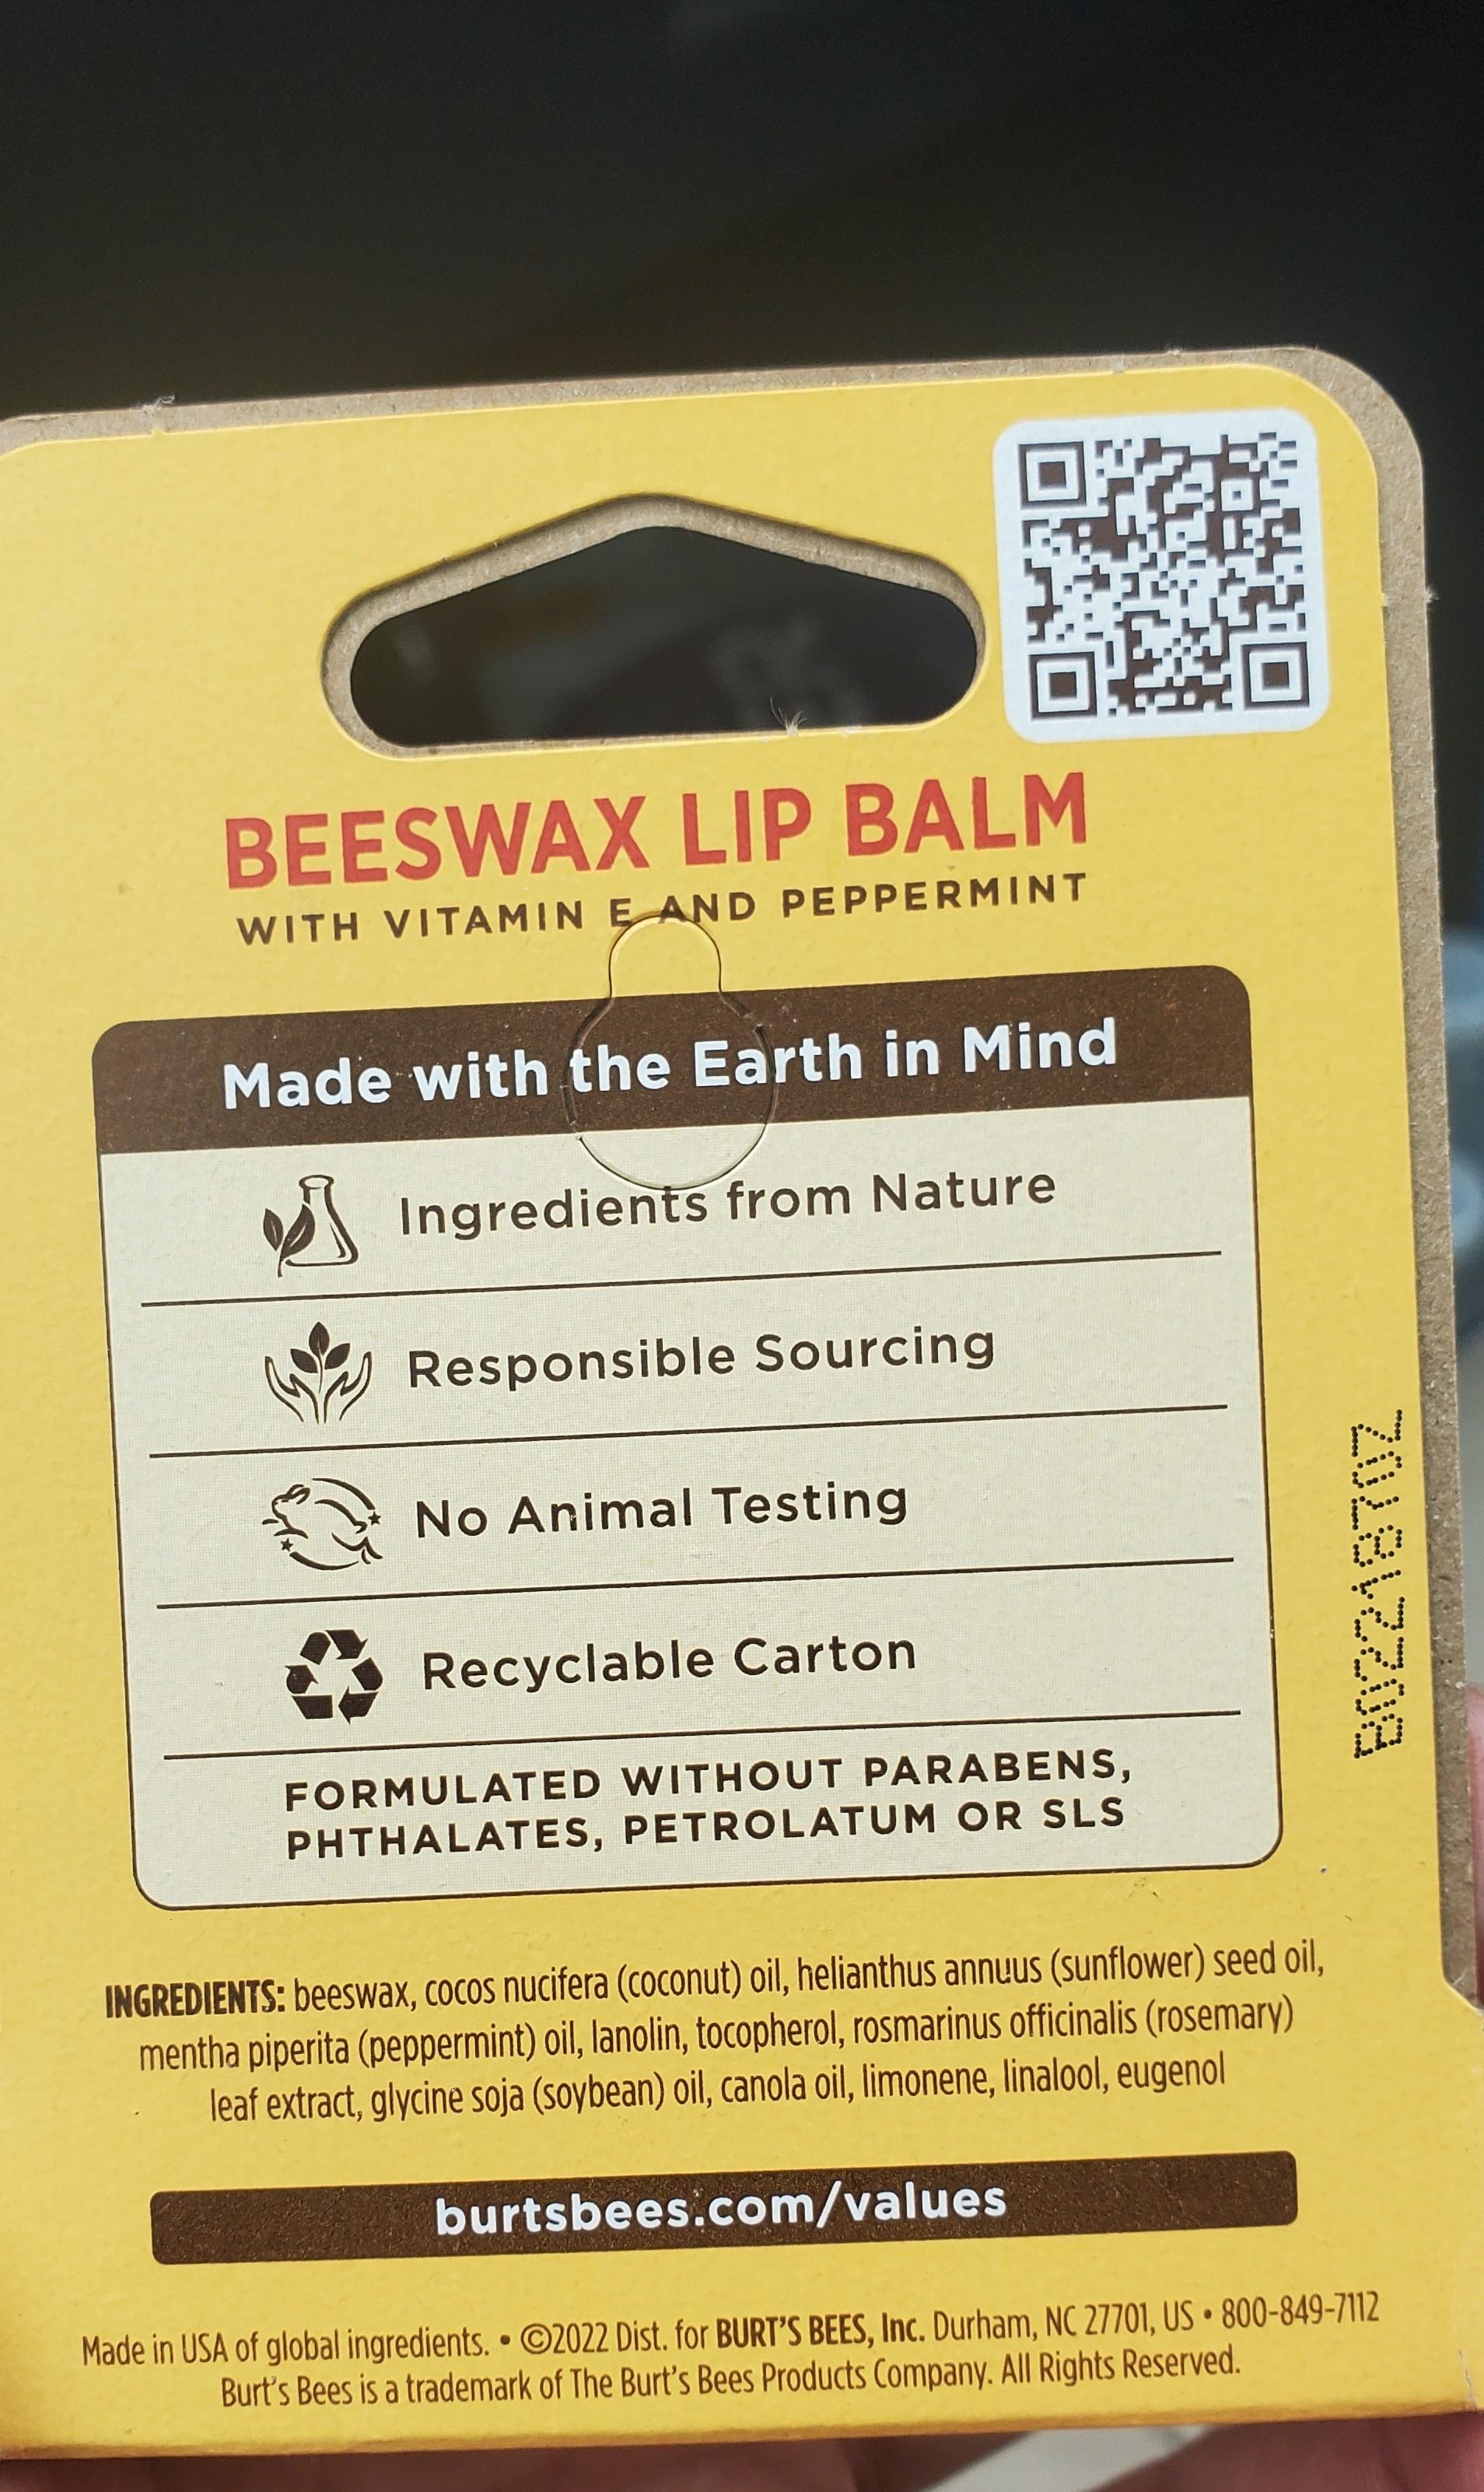 BEESWAX LIP BALM
WITH VITAMIN E AND PEPPERMINT
Made with the Earth in Mind
Ingredients from Nature
Responsible Sourcing
No Animal Testing
Recyclable Carton
FORMULATED WITHOUT PARABENS,
PHTHALATES, PETROLATUM OR SLS
INGREDIENTS: beeswax, cocos nucifera (coconut) oil, helianthus annuus (sunflower) seed oil,
mentha piperita (peppermint) oil, lanolin, tocopherol, rosmarinus officinalis (rosemary)
leaf extract, glycine soja (soybean) oil, canola oil, limonene, linalool, eugenol
burtsbees.com/values
Made in USA of global ingredients. • ©2022 Dist. for BURT'S BEES, Inc. Durham, NC 27701, US • 800-849-7112
Burt's Bees is a trademark of The Burt's Bees Products Company. All Rights Reserved.